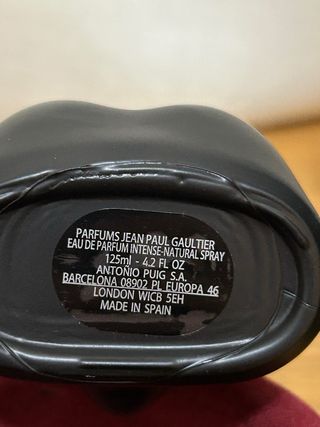 PARFUMS JEAN PAUL GAULTIER
EAU DE PARFUM INTENSE-NATURAL SPRAY
125ml - 4.2 FL OZ
ANTONIO PUIG S.A.
BARCELONA 08902 PL EUROPA 46
LONDON WICB 5EH
MADE IN SPAIN